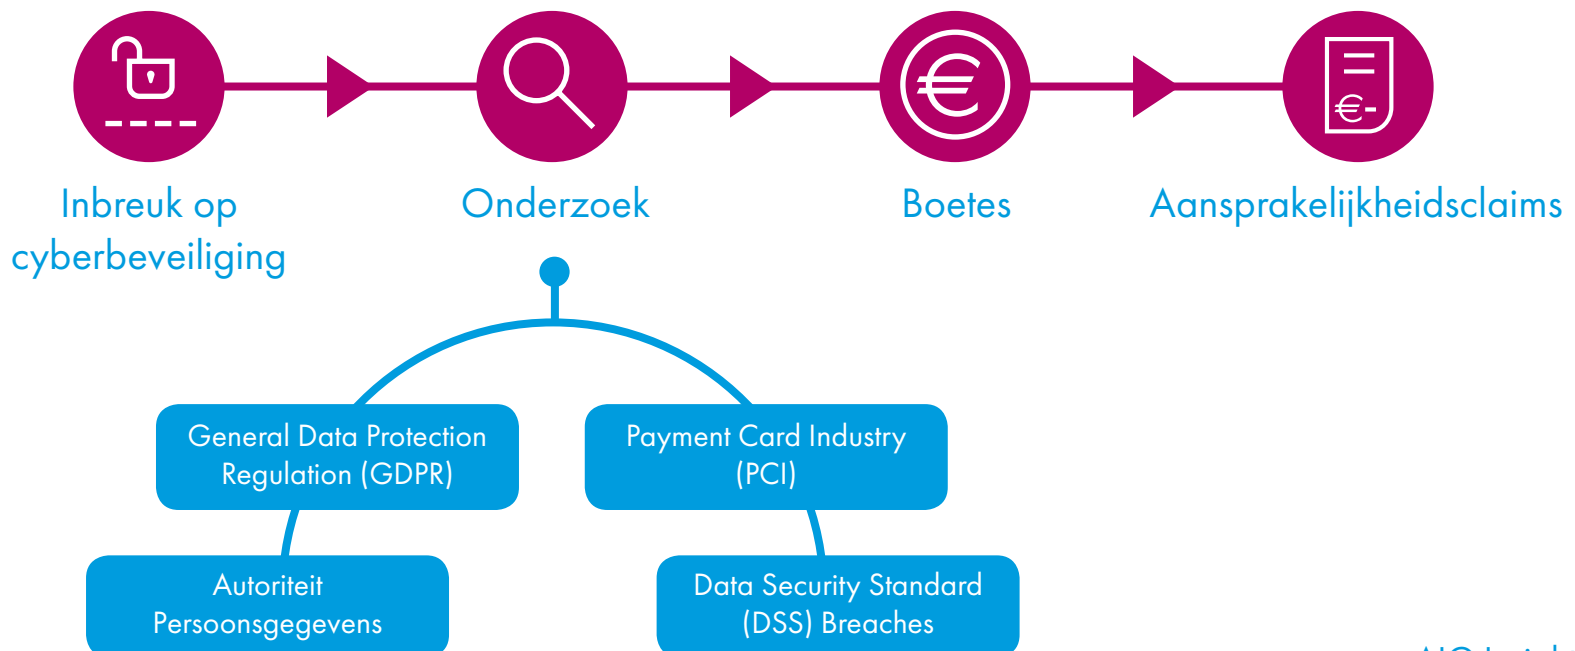 Inbreuk op
cyberbeveiliging
Onderzoek
Boetes
Aansprakelijkheidsclaims
General Data Protection
Regulation (GDPR)
Payment Card Industry
(PCI)
Autoriteit
Persoonsgegevens
Data Security Standard
(DSS) Breaches